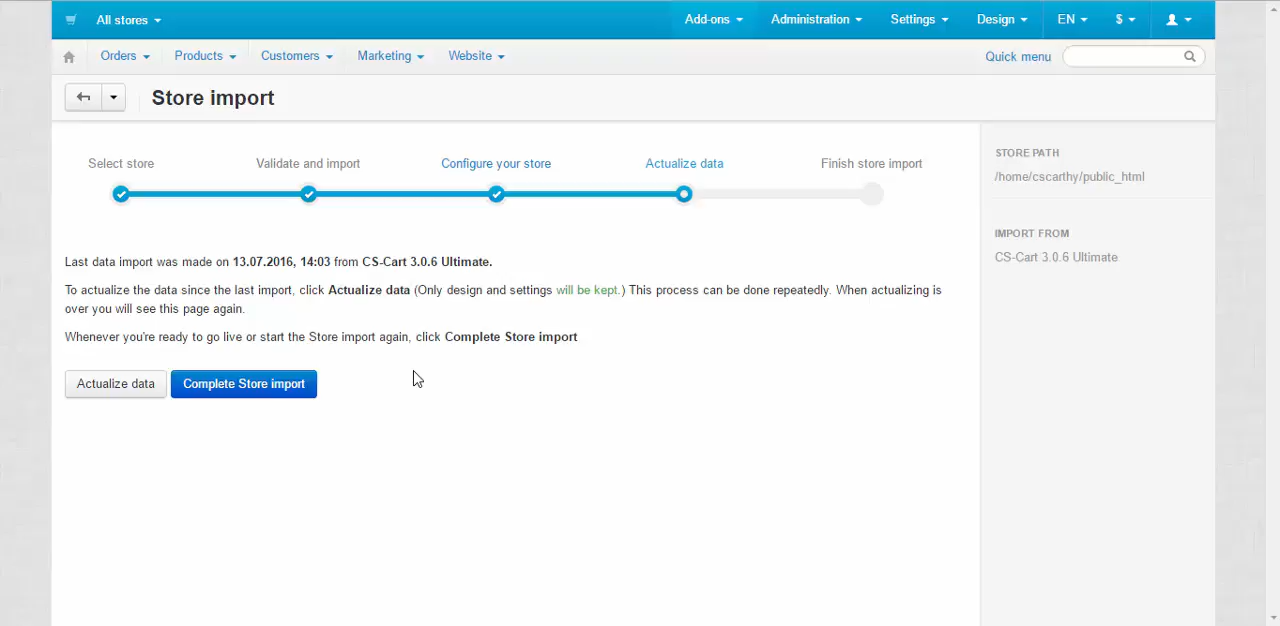 All stores Add-ons Administration Settings Design EN $
Orders Products Customers Marketing Website Quick menu
Store import
Select store Validate and import Configure your store Actualize data Finish store import
STORE PATH
/home/cscarthy/public_html
IMPORT FROM
CS-Cart 3.0.6 Ultimate
Last data import was made on 13.07.2016, 14:03 from CS-Cart 3.0.6 Ultimate.
To actualize the data since the last import, click Actualize data (Only design and settings will be kept.) This process can be done repeatedly. When actualizing is
over you will see this page again.
Whenever you're ready to go live or start the Store import again, click Complete Store import
Actualize data Complete Store import